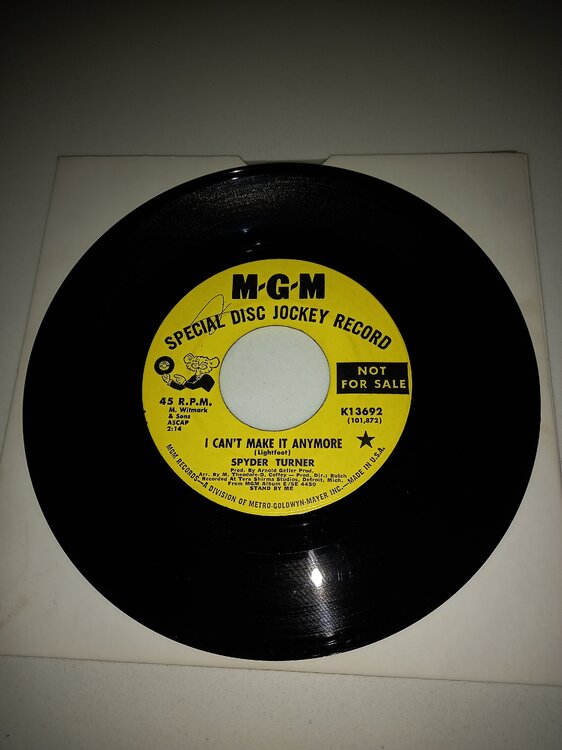 M-G-M
SPECIAL DISC JOCKEY RECORD
NOT
FOR SALE
45 R.P.M.
M. Witmark
& Sons
ASCAP
2:14
K13692
(101,872)
I CAN'T MAKE IT ANYMORE
(Lightfoot)
SPYDER TURNER
Prod. By Arnold Geller Prod.
Arr. By M. Theodore-D. Coffey — Prod. Dir.: Butch
Recorded At Tera Shirma Studios, Detroit, Mich.
From MGM Album E/SE 4450
STAND BY ME
MGM RECORDS—A DIVISION OF METRO-GOLDWYN-MAYER INC.—MADE IN U.S.A.